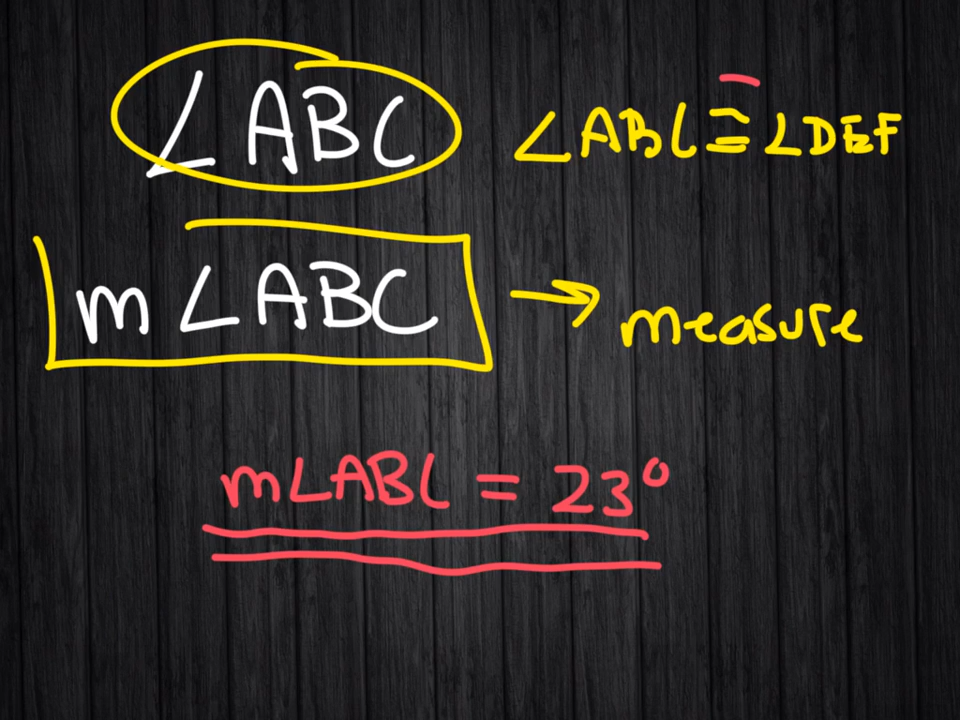 ∠ABC
∠ABC ≅ ∠DEF
m∠ABC → measure
m∠ABC = 23°